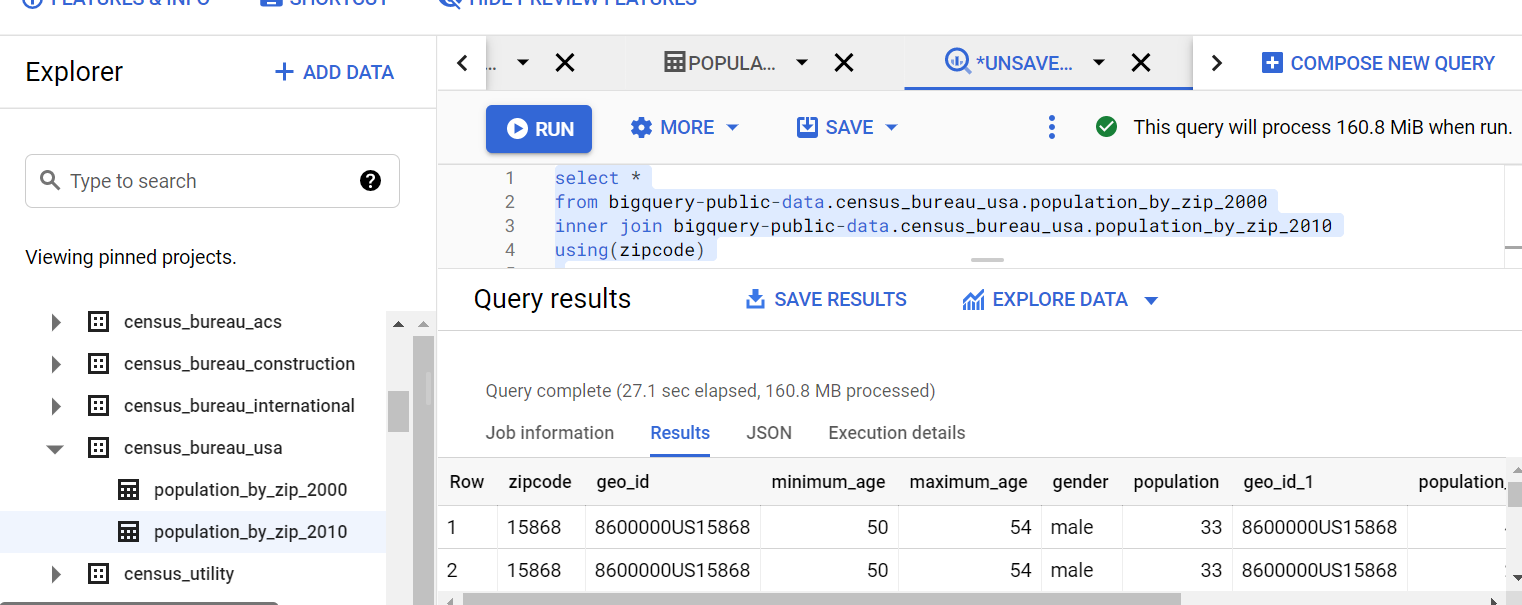 FEATURES & INFO SHORTCUT HIDE PREVIEW FEATURES
Explorer
+ ADD DATA
Type to search
?
Viewing pinned projects.
census_bureau_acs
census_bureau_construction
census_bureau_international
census_bureau_usa
population_by_zip_2000
population_by_zip_2010
census_utility
... POPULA... *UNSAVE... COMPOSE NEW QUERY
RUN MORE SAVE This query will process 160.8 MiB when run.
1 select *
2 from bigquery-public-data.census_bureau_usa.population_by_zip_2000
3 inner join bigquery-public-data.census_bureau_usa.population_by_zip_2010
4 using(zipcode)
Query results SAVE RESULTS EXPLORE DATA
Query complete (27.1 sec elapsed, 160.8 MB processed)
Job information Results JSON Execution details
Row zipcode geo_id minimum_age maximum_age gender population geo_id_1 population_
1 15868 8600000US15868 50 54 male 33 8600000US15868
2 15868 8600000US15868 50 54 male 33 8600000US15868